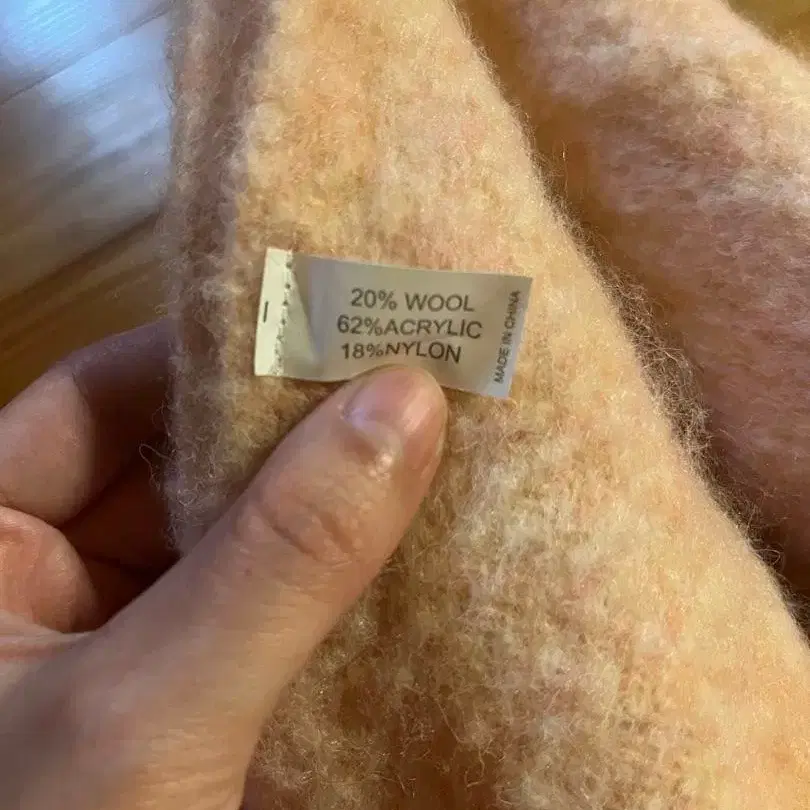 20% WOOL
62%ACRYLIC
18%NYLON
MADE IN CHINA